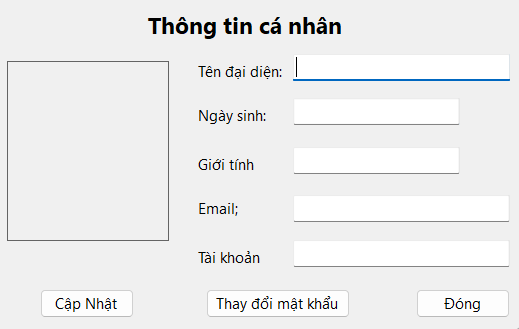 Thông tin cá nhân
Tên đại diện:
Ngày sinh:
Giới tính
Email;
Tài khoản
Cập Nhật
Thay đổi mật khẩu
Đóng